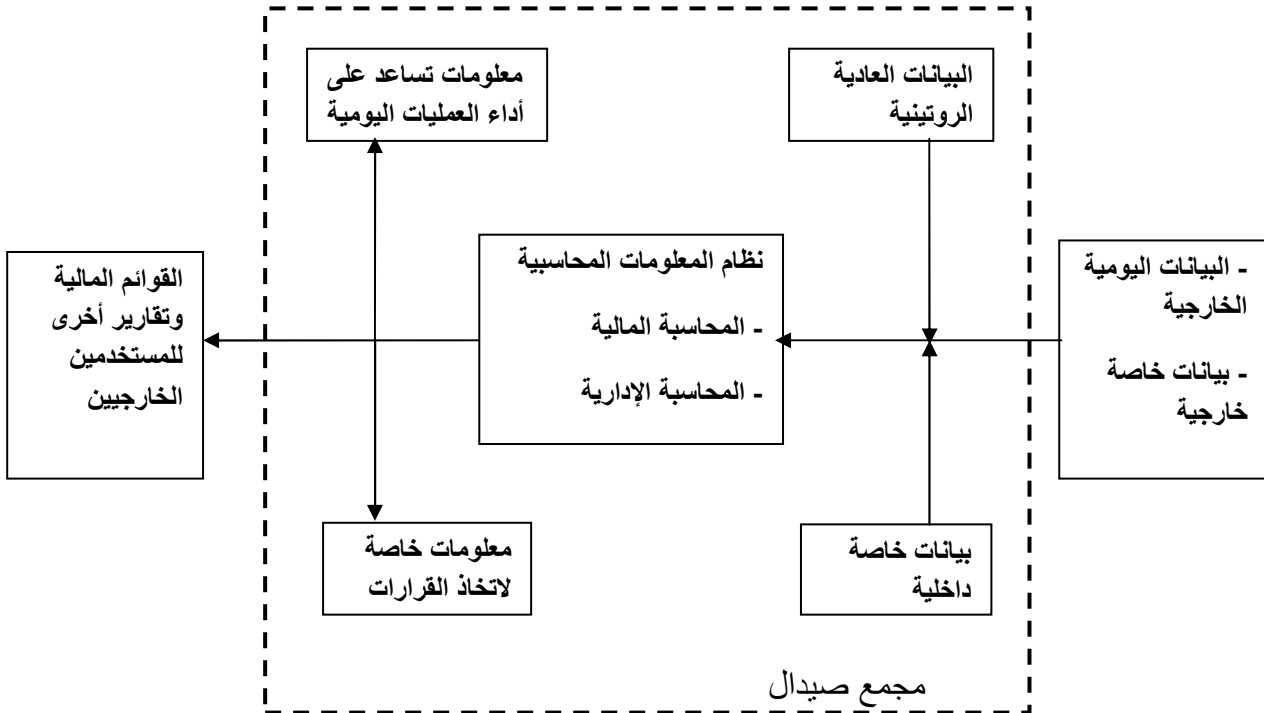 البيانات العادية
الروتينية
معلومات تساعد على
أداء العمليات اليومية
- البيانات اليومية
الخارجية
- بيانات خاصة
خارجية
نظام المعلومات المحاسبية
- المحاسبة المالية
- المحاسبة الإدارية
القوائم المالية
وتقارير أخرى
للمستخدمين
الخارجيين
بيانات خاصة
داخلية
معلومات خاصة
لاتخاذ القرارات
مجمع صيدال